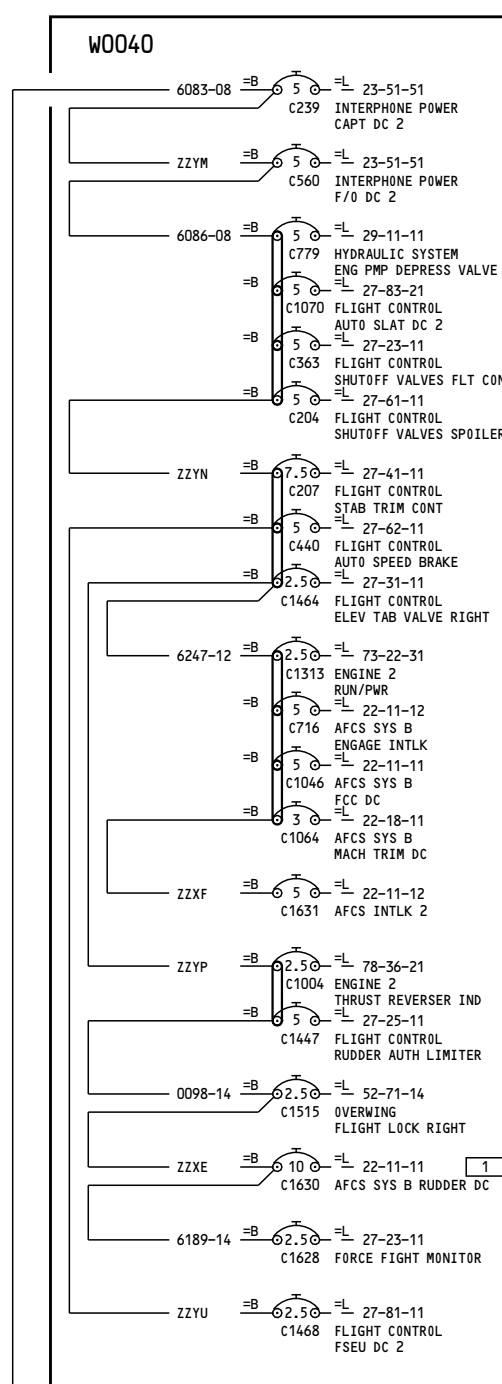 W0040
6083-08 =B 5 =L 23-51-51
C239 INTERPHONE POWER
CAPT DC 2
ZZYM =B 5 =L 23-51-51
C560 INTERPHONE POWER
F/O DC 2
6086-08 =B 5 =L 29-11-11
C779 HYDRAULIC SYSTEM
ENG PMP DEPRESS VALVE
=B 5 =L 27-83-21
C1070 FLIGHT CONTROL
AUTO SLAT DC 2
=B 5 =L 27-23-11
C363 FLIGHT CONTROL
SHUTOFF VALVES FLT CON
=B 5 =L 27-61-11
C204 FLIGHT CONTROL
SHUTOFF VALVES SPOILER
ZZYN =B 7.5 =L 27-41-11
C207 FLIGHT CONTROL
STAB TRIM CONT
=B 5 =L 27-62-11
C440 FLIGHT CONTROL
AUTO SPEED BRAKE
=B 2.5 =L 27-31-11
C1464 FLIGHT CONTROL
ELEV TAB VALVE RIGHT
6247-12 =B 2.5 =L 73-22-31
C1313 ENGINE 2
RUN/PWR
=B 5 =L 22-11-12
C716 AFCS SYS B
ENGAGE INTLK
=B 5 =L 22-11-11
C1046 AFCS SYS B
FCC DC
=B 3 =L 22-18-11
C1064 AFCS SYS B
MACH TRIM DC
ZZXF =B 5 =L 22-11-12
C1631 AFCS INTLK 2
ZZYP =B 2.5 =L 78-36-21
C1004 ENGINE 2
THRUST REVERSER IND
=B 5 =L 27-25-11
C1447 FLIGHT CONTROL
RUDDER AUTH LIMITER
0098-14 =B 2.5 =L 52-71-14
C1515 OVERWING
FLIGHT LOCK RIGHT
ZZXE =B 10 =L 22-11-11 1
C1630 AFCS SYS B RUDDER DC
6189-14 =B 2.5 =L 27-23-11
C1628 FORCE FIGHT MONITOR
ZZYU =B 2.5 =L 27-81-11
C1468 FLIGHT CONTROL
FSEU DC 2